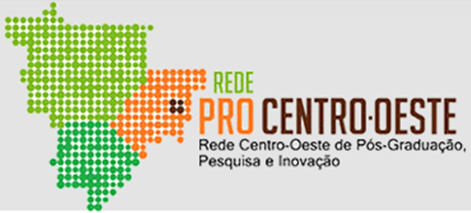 REDE
PRO CENTRO·OESTE
Rede Centro-Oeste de Pós-Graduação,
Pesquisa e Inovação